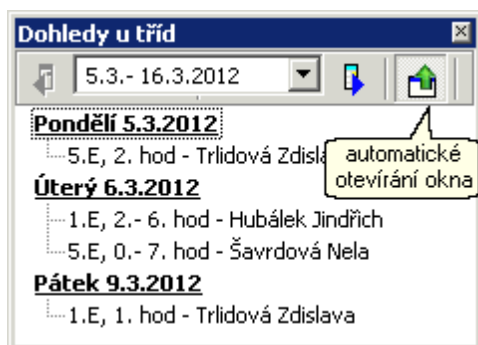 Dohledy u tříd
5.3.- 16.3.2012
Pondělí 5.3.2012
5.E, 2. hod - Trlidová
automatické
otevírání okna
Úterý 6.3.2012
1.E, 2.- 6. hod - Hubálek Jindřich
5.E, 0.- 7. hod - Šavrdová Nela
Pátek 9.3.2012
1.E, 1. hod - Trlidová Zdislava